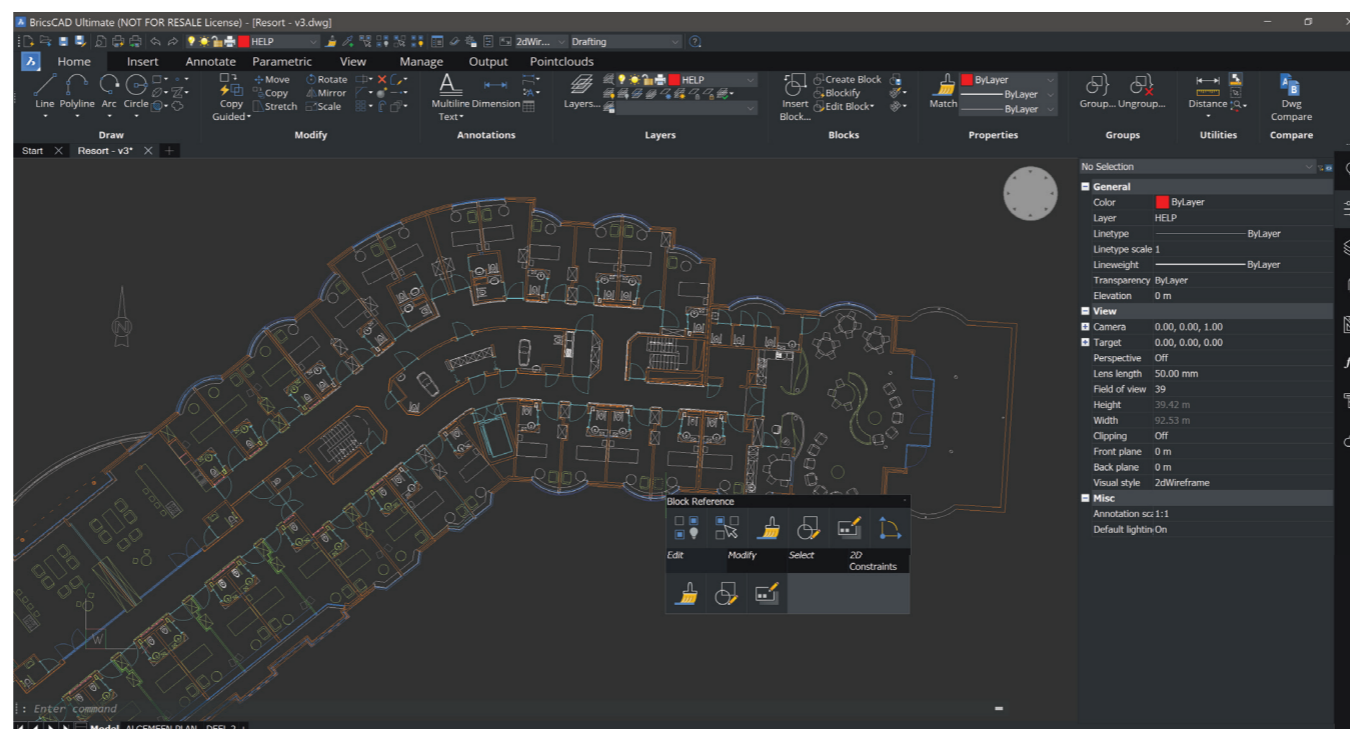 BricsCAD Ultimate (NOT FOR RESALE License) - [Resort - v3.dwg]
HELP 2dWir... Drafting
Home Insert Annotate Parametric View Manage Output Pointclouds
Move Rotate HELP Create Block ByLayer
Copy Mirror Blockify ByLayer
Line Polyline Arc Circle Copy Guided Stretch Scale Multiline Text Dimension Layers... Insert Block... Edit Block Match ByLayer Group... Ungroup... Distance Dwg Compare
Draw Modify Annotations Layers Blocks Properties Groups Utilities Compare
Start Resort - v3*
No Selection
General
Color ByLayer
Layer HELP
Linetype ByLayer
Linetype scale 1
Lineweight ByLayer
Transparency ByLayer
Elevation 0 m
View
Camera 0.00, 0.00, 1.00
Target 0.00, 0.00, 0.00
Perspective Off
Lens length 50.00 mm
Field of view 39
Height 39.42 m
Width 92.53 m
Clipping Off
Front plane 0 m
Back plane 0 m
Visual style 2dWireframe
Misc
Annotation sca 1:1
Default lightin On
N
Block Reference
Edit Modify Select 2D Constraints
W
: Enter command
Model ALGEMEEN PLAN DEEL 2